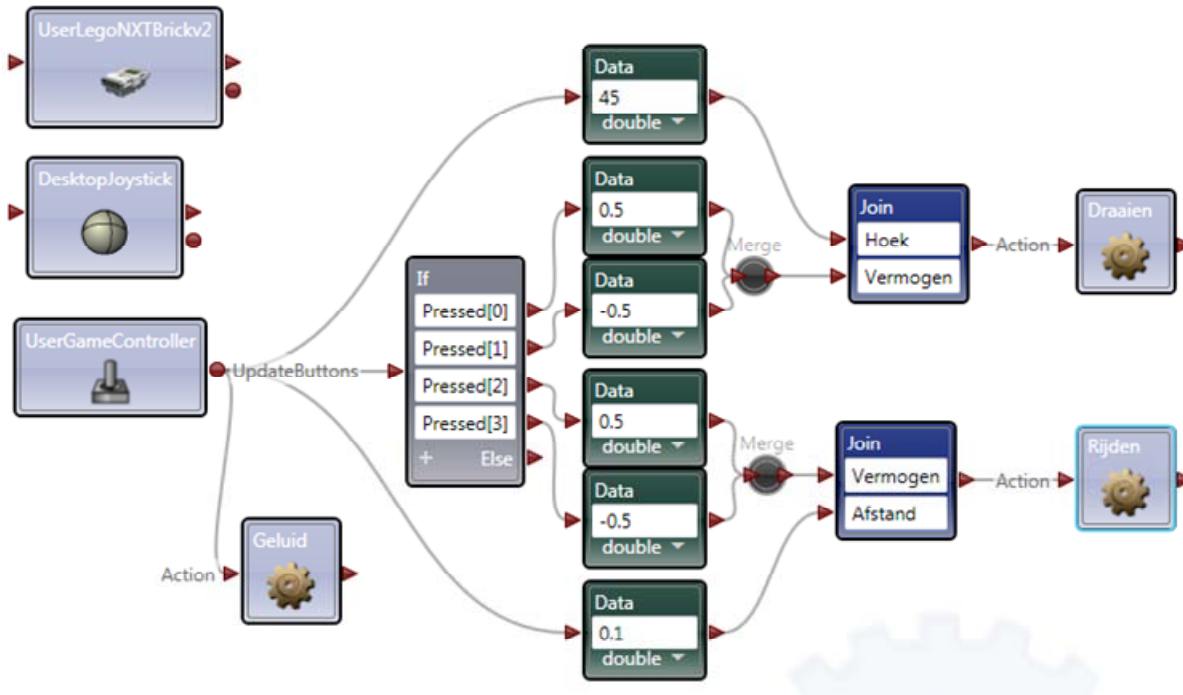 UserLegoNXTBrickv2
DesktopJoystick
UserGameController
UpdateButtons
Action
Geluid
If
Pressed[0]
Pressed[1]
Pressed[2]
Pressed[3]
+ Else
Data
45
double
Data
0.5
double
Data
-0.5
double
Data
0.5
double
Data
-0.5
double
Data
0.1
double
Merge
Merge
Join
Hoek
Vermogen
Action
Draaien
Join
Vermogen
Afstand
Action
Rijden